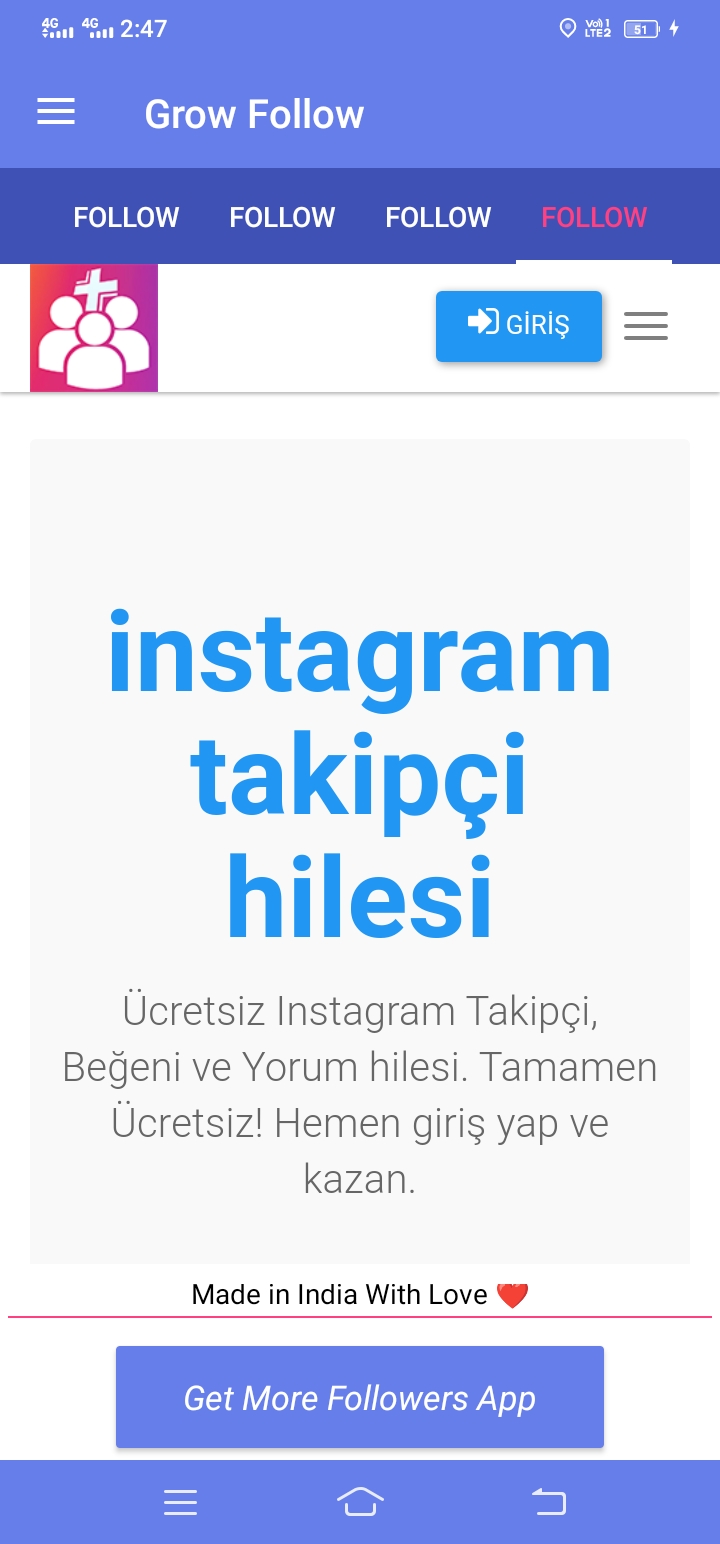 4G 4G 2:47 Vo) 1 LTE2 51
Grow Follow
FOLLOW FOLLOW FOLLOW FOLLOW
GİRİŞ
instagram
takipçi
hilesi
Ücretsiz Instagram Takipçi,
Beğeni ve Yorum hilesi. Tamamen
Ücretsiz! Hemen giriş yap ve
kazan.
Made in India With Love ❤️
Get More Followers App